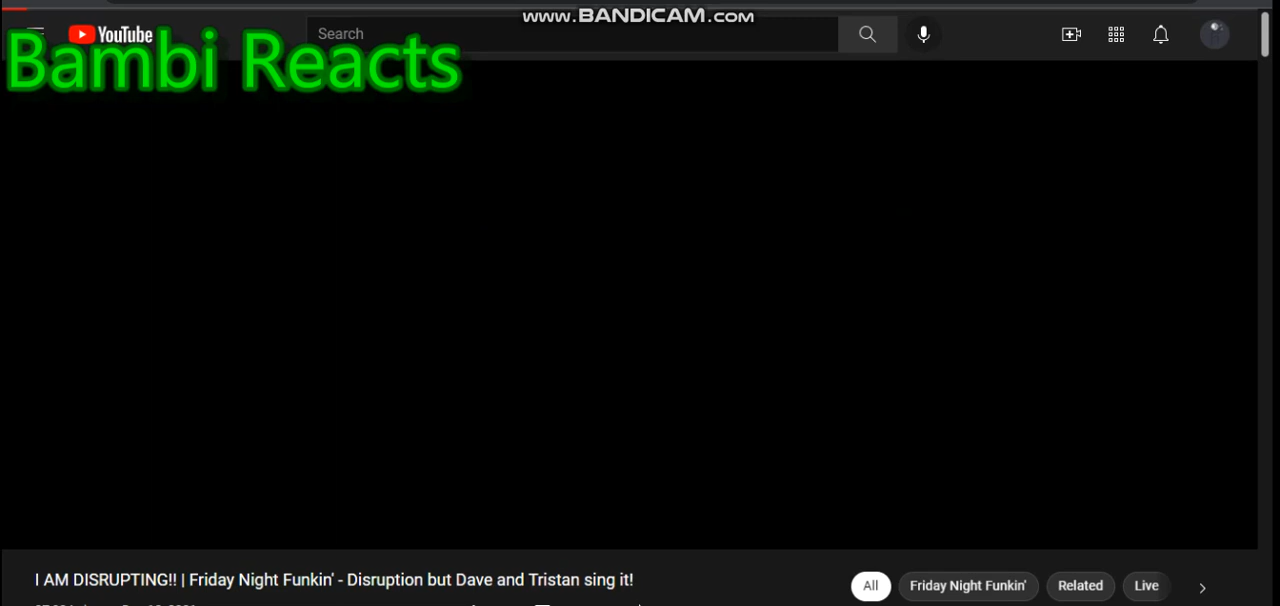 www.BANDICAM.com
YouTube
Search
Bambi Reacts
I AM DISRUPTING!! | Friday Night Funkin' - Disruption but Dave and Tristan sing it!
All
Friday Night Funkin'
Related
Live